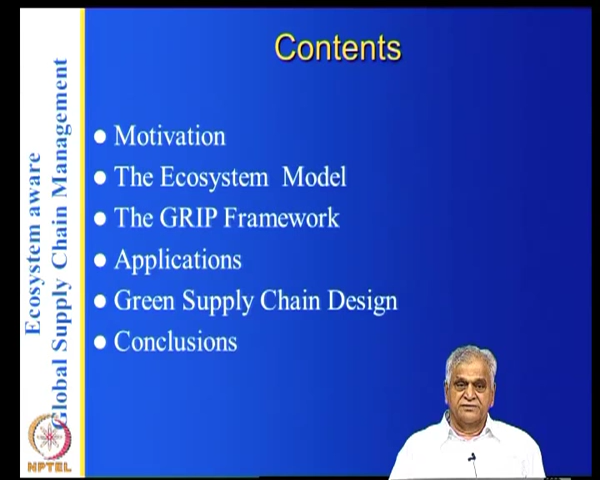 Contents
Motivation
The Ecosystem Model
The GRIP Framework
Applications
Green Supply Chain Design
Conclusions
Ecosystem aware
Global Supply Chain Management
NPTEL